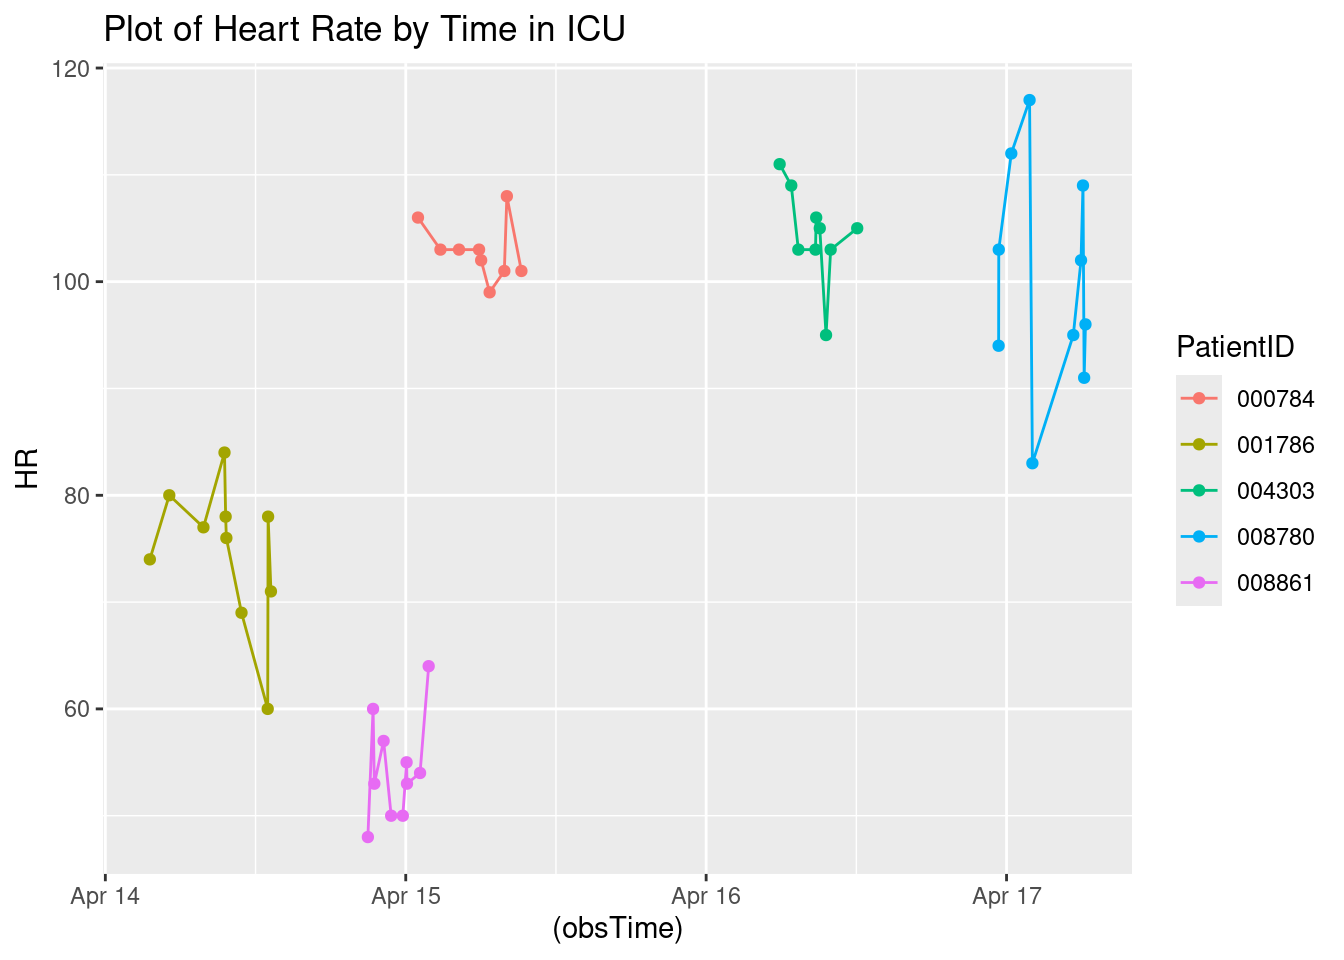 Plot of Heart Rate by Time in ICU
120
100
80
60
HR
Apr 14
Apr 15
Apr 16
Apr 17
(obsTime)
PatientID
000784
001786
004303
008780
008861